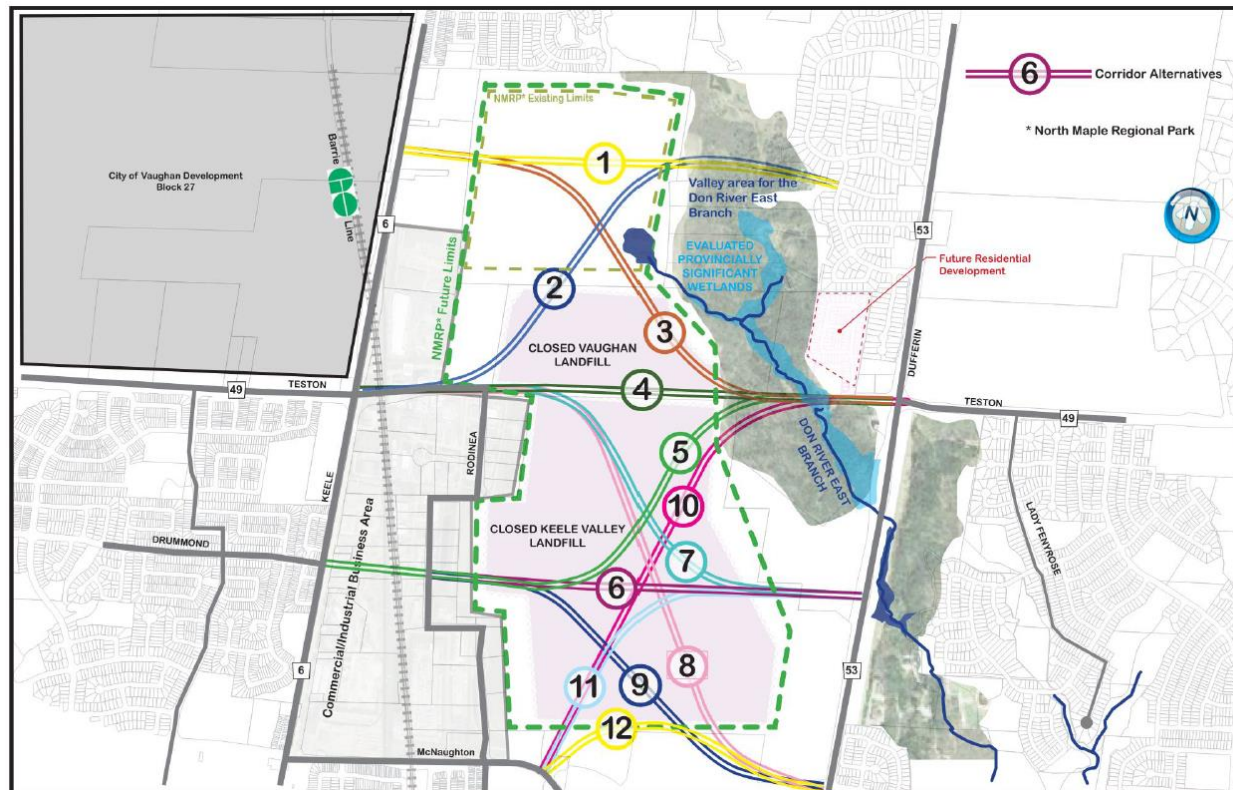 6
Corridor Alternatives
* North Maple Regional Park
NMRP* Existing Limits
1
City of Vaughan Development
Block 27
Barrie
GO
Line
6
Valley area for the
Don River East
Branch
N
53
EVALUATED
PROVINCIALLY
SIGNIFICANT
WETLANDS
Future Residential
Development
NMRP* Future Limits
2
3
CLOSED VAUGHAN
LANDFILL
DUFFERIN
49
TESTON
4
TESTON
49
RODINEA
5
DON RIVER EAST
BRANCH
KEELE
10
LADY FENYROSE
CLOSED KEELE VALLEY
LANDFILL
DRUMMOND
7
6
Commercial/Industrial Business Area
6
8
53
11
9
12
McNaughton